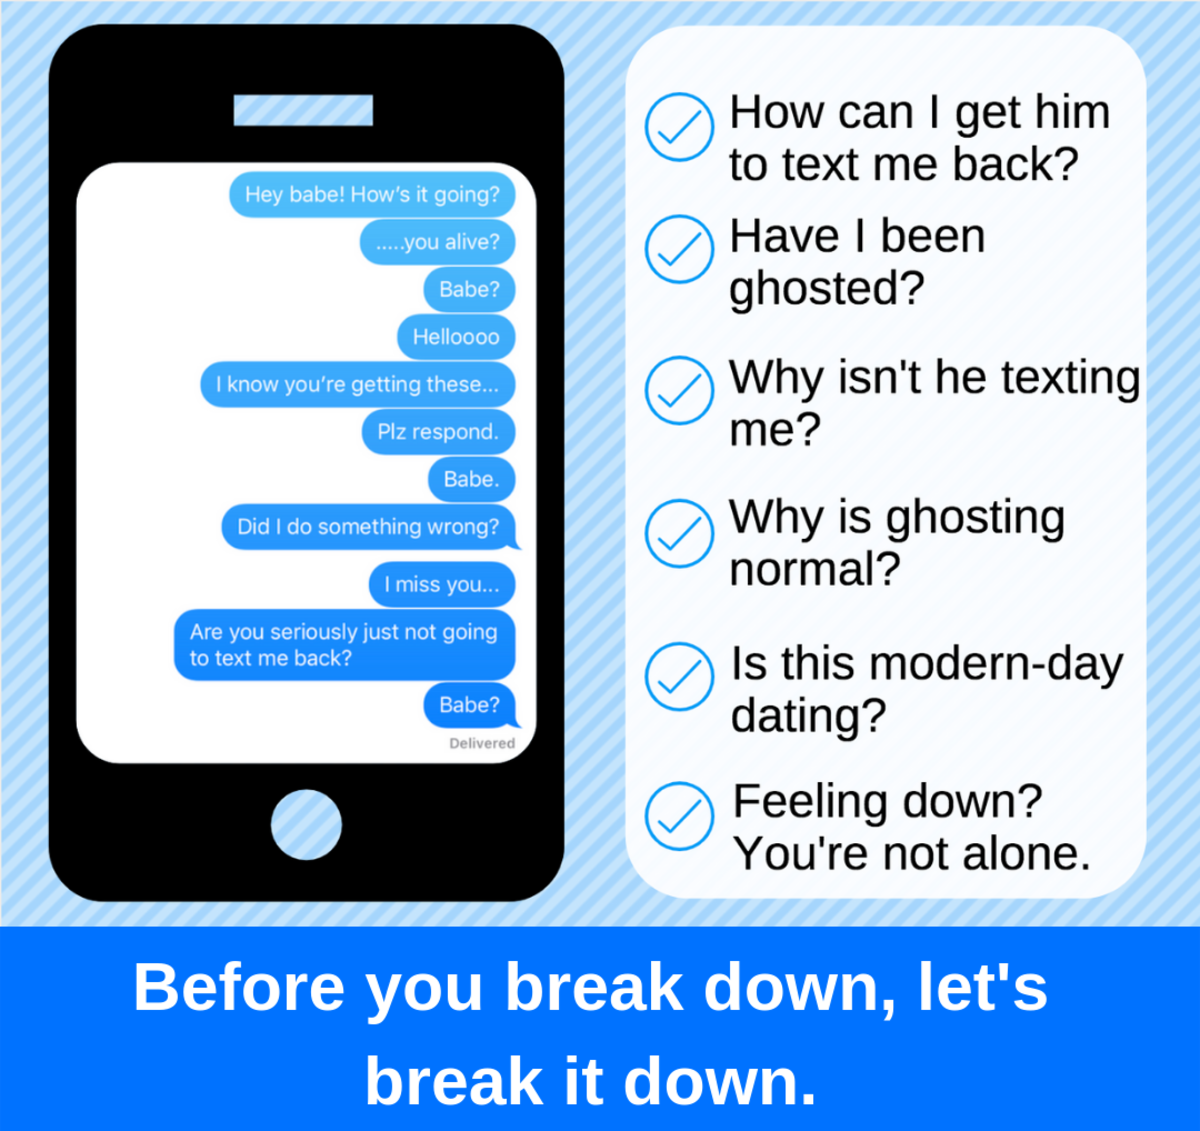 Hey babe! How's it going?
.....you alive?
Babe?
Helloooo
I know you're getting these...
Plz respond.
Babe.
Did I do something wrong?
I miss you...
Are you seriously just not going
to text me back?
Babe?
Delivered
How can I get him
to text me back?
Have I been
ghosted?
Why isn't he texting
me?
Why is ghosting
normal?
Is this modern-day
dating?
Feeling down?
You're not alone.
Before you break down, let's
break it down.